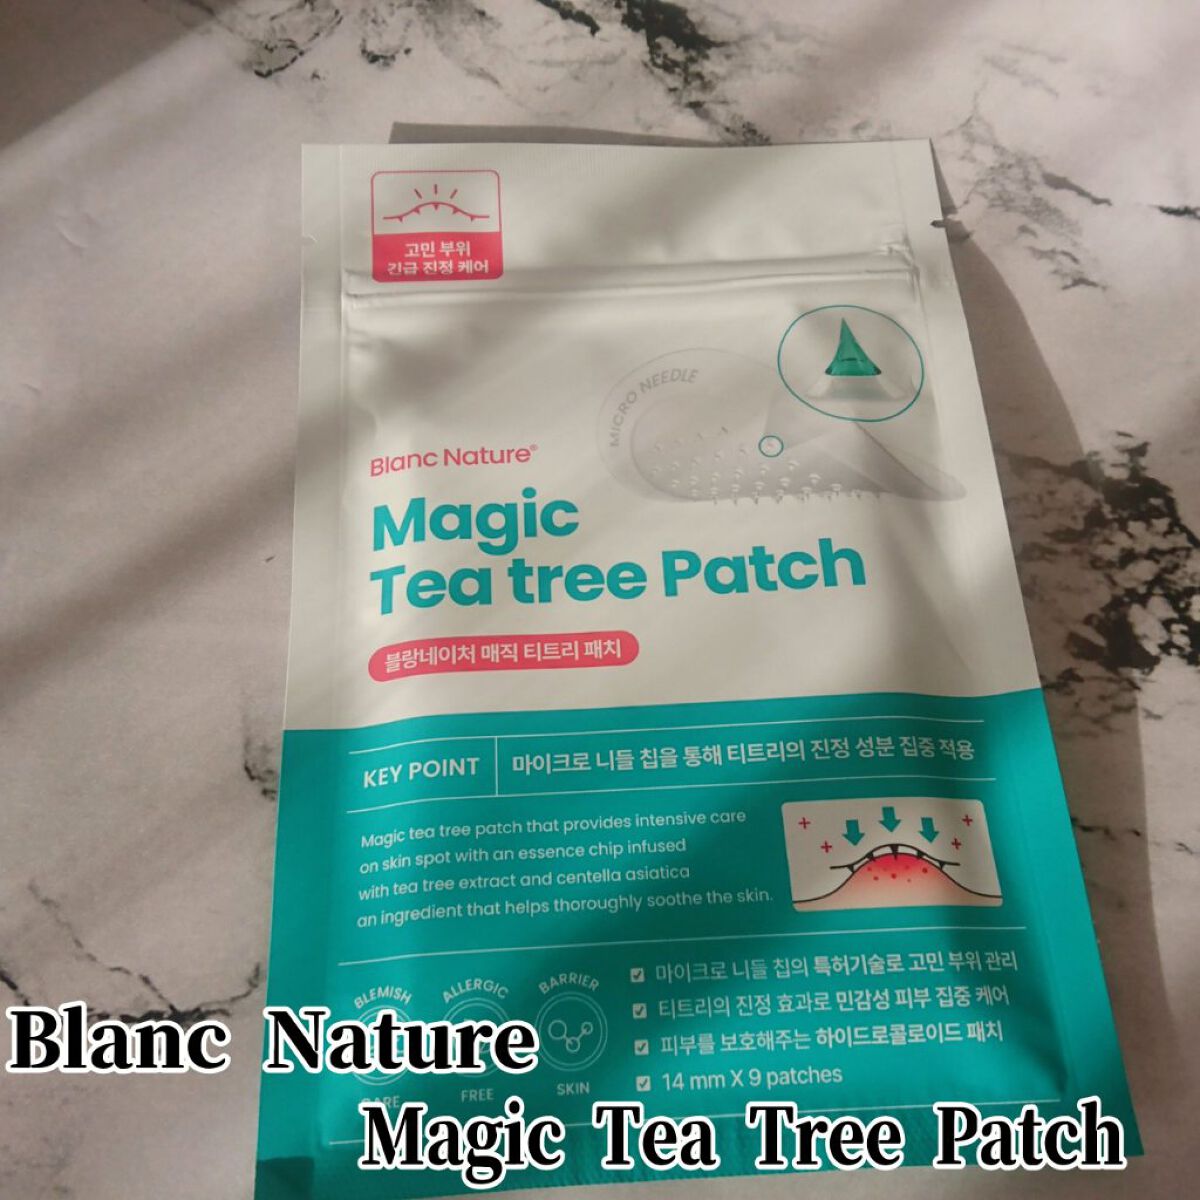 고민 부위
긴급 진정 케어
MICRO NEEDLE
Blanc Nature®
Magic
Tea tree Patch
블랑네이처 매직 티트리 패치
KEY POINT
마이크로 니들 칩을 통해 티트리의 진정 성분 집중 적용
Magic tea tree patch that provides intensive care
on skin spot with an essence chip infused
with tea tree extract and centella asiatica
an ingredient that helps thoroughly soothe the skin.
BLEMISH
CARE
ALLERGIC
FREE
BARRIER
SKIN
마이크로 니들 칩의 특허기술로 고민 부위 관리
티트리의 진정 효과로 민감성 피부 집중 케어
피부를 보호해주는 하이드로콜로이드 패치
14 mm X 9 patches
Blanc Nature
Magic Tea Tree Patch